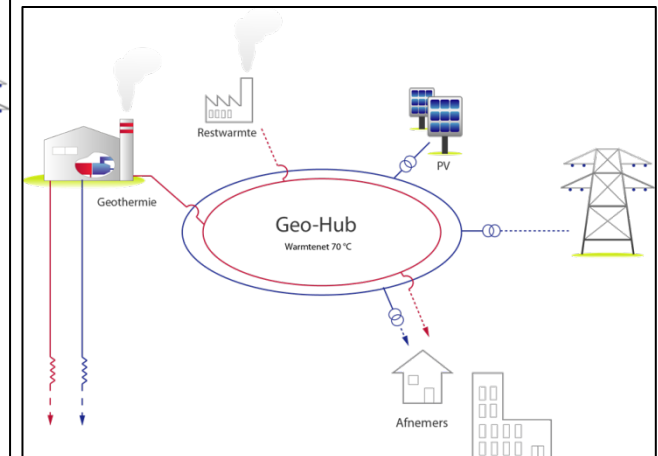 Restwarmte
PV
Geothermie
Geo-Hub
Warmtenet 70 °C
Afnemers